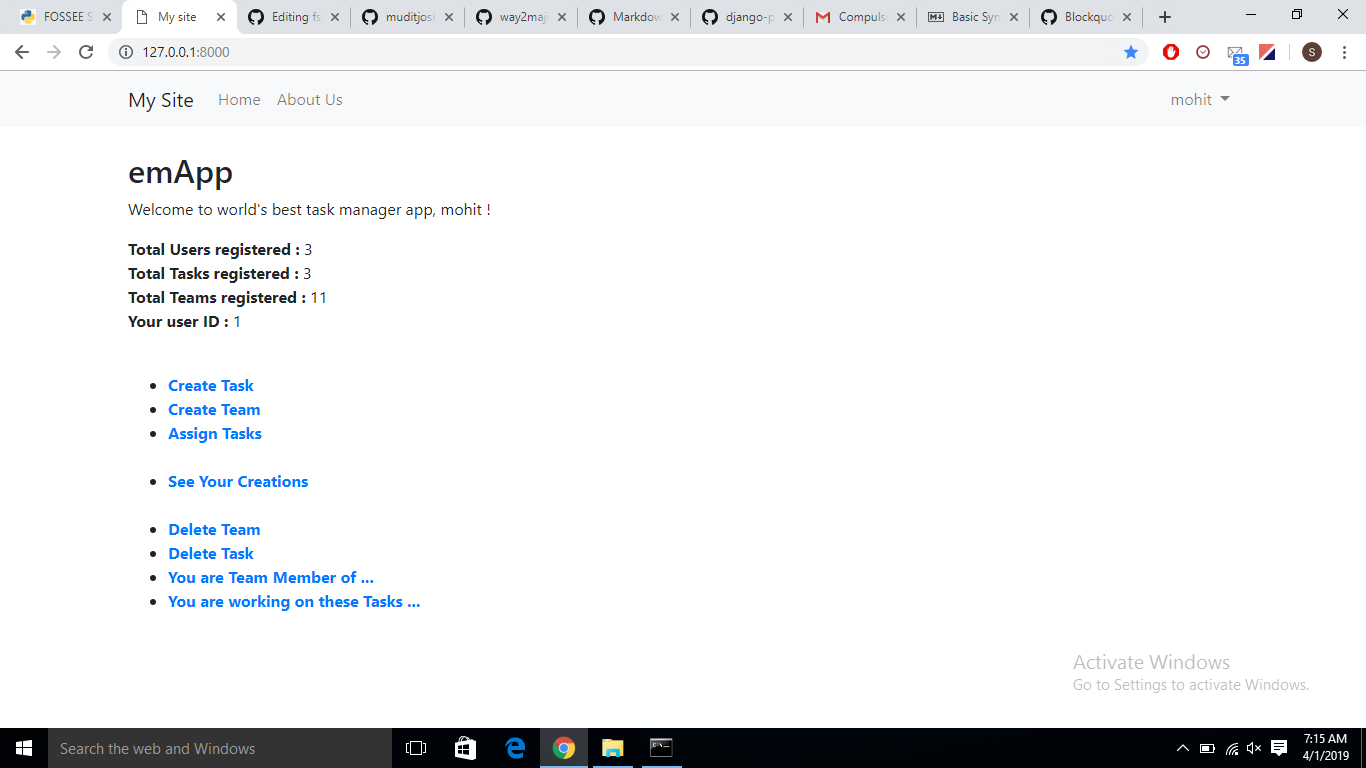 FOSSEE S
My site
Editing fs
muditjosh
way2maji
Markdow
django-p
Compuls
Basic Syn
Blockquo
127.0.0.1:8000
35
S
My Site
Home
About Us
mohit
emApp
Welcome to world's best task manager app, mohit !
Total Users registered : 3
Total Tasks registered : 3
Total Teams registered : 11
Your user ID : 1
Create Task
Create Team
Assign Tasks
See Your Creations
Delete Team
Delete Task
You are Team Member of ...
You are working on these Tasks ...
Activate Windows
Go to Settings to activate Windows.
Search the web and Windows
7:15 AM
4/1/2019